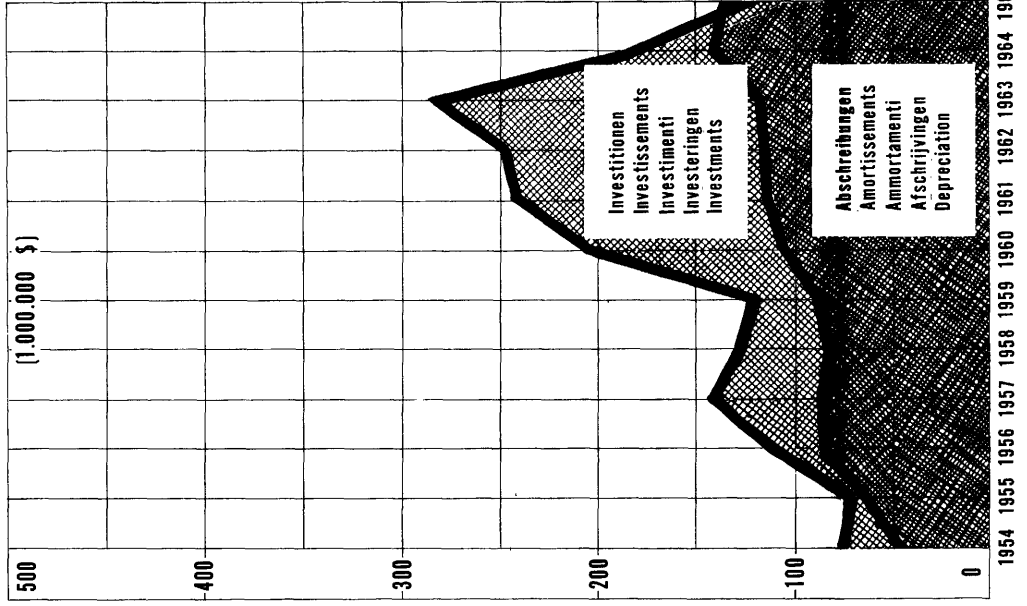 (1.000.000 $)
500
400
300
200
100
0
Investitionen
Investissements
Investimenti
Investeringen
Investments
Abschreibungen
Amortissements
Ammortamenti
Afschrijvingen
Depreciation
1954 1955 1956 1957 1958 1959 1960 1961 1962 1963 1964